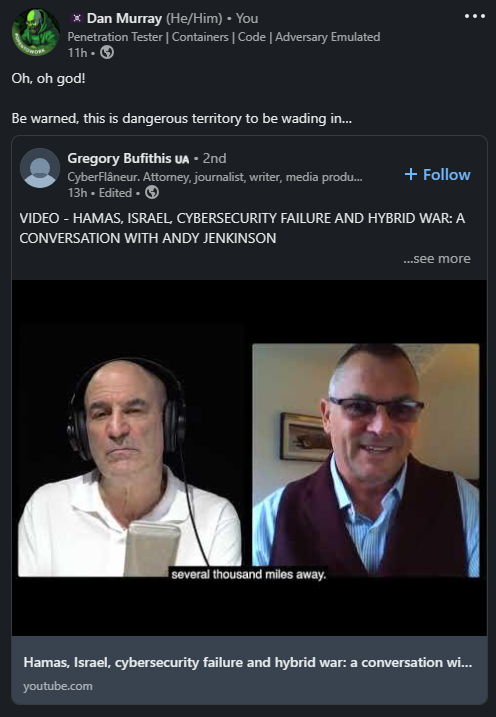 Dan Murray (He/Him) • You
Penetration Tester | Containers | Code | Adversary Emulated
11h •
Oh, oh god!
Be warned, this is dangerous territory to be wading in...
Gregory Bufithis UA • 2nd
CyberFlâneur. Attorney, journalist, writer, media produ...
13h • Edited •
+ Follow
VIDEO - HAMAS, ISRAEL, CYBERSECURITY FAILURE AND HYBRID WAR: A
CONVERSATION WITH ANDY JENKINSON
...see more
several thousand miles away.
Hamas, Israel, cybersecurity failure and hybrid war: a conversation wi...
youtube.com